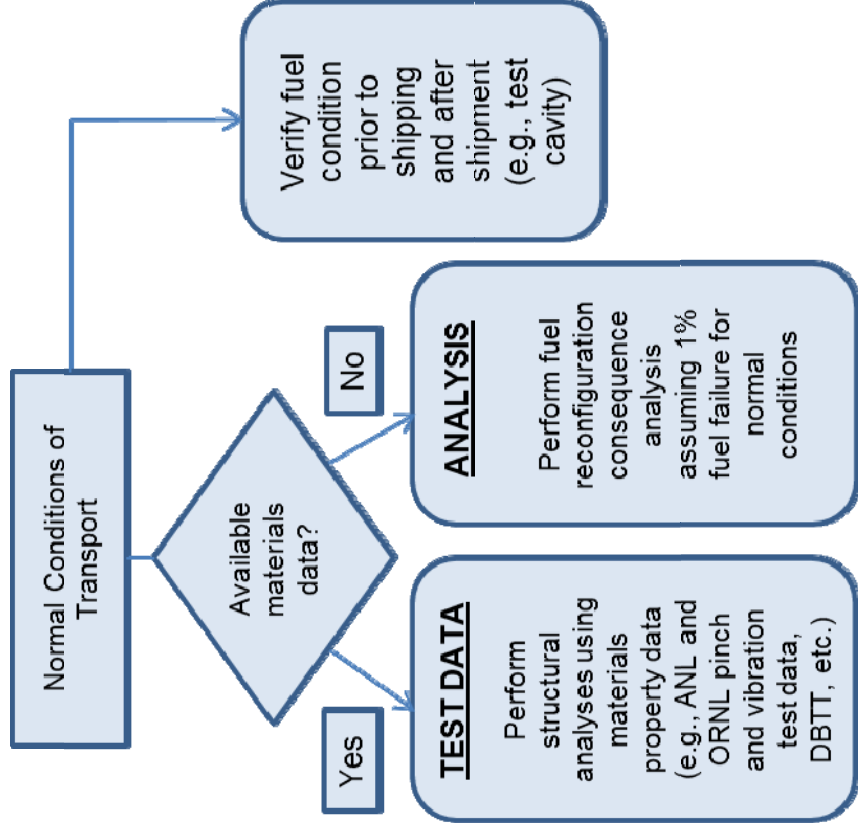 Normal Conditions of
Transport
Available
materials
data?
Yes
No
TEST DATA
Perform
structural
analyses using
materials
property data
(e.g., ANL and
ORNL pinch
and vibration
test data,
DBTT, etc.)
ANALYSIS
Perform fuel
reconfiguration
consequence
analysis
assuming 1%
fuel failure for
normal
conditions
Verify fuel
condition
prior to
shipping
and after
shipment
(e.g., test
cavity)